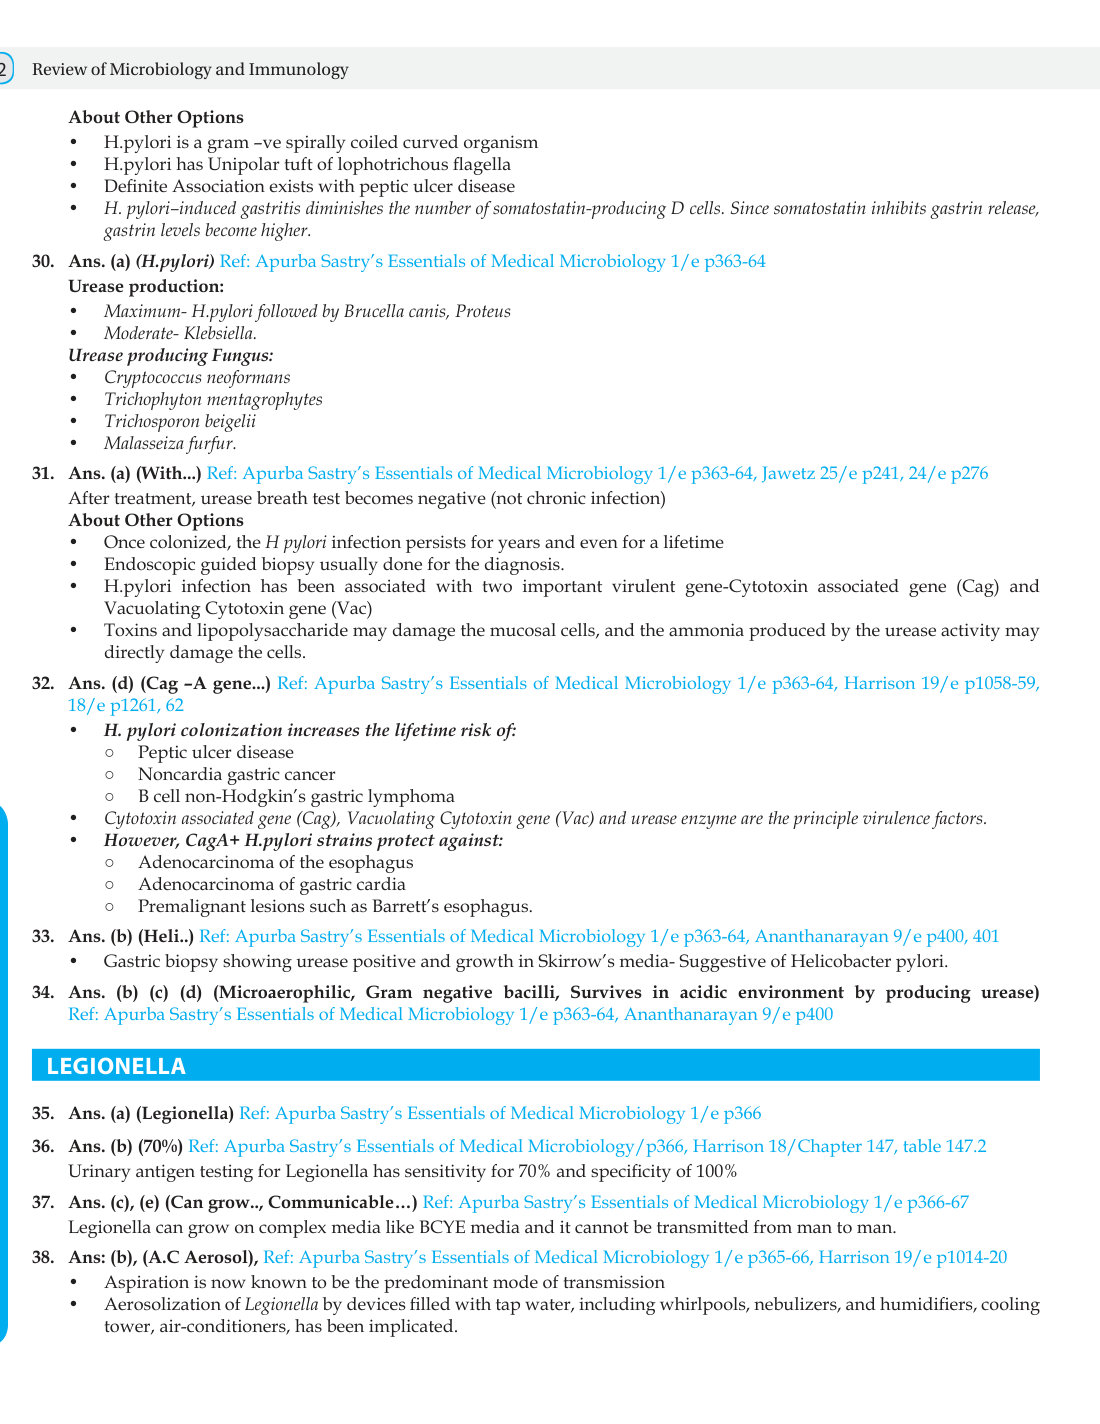 2 Review of Microbiology and Immunology
About Other Options
• H.pylori is a gram –ve spirally coiled curved organism
• H.pylori has Unipolar tuft of lophotrichous flagella
• Definite Association exists with peptic ulcer disease
• H. pylori–induced gastritis diminishes the number of somatostatin-producing D cells. Since somatostatin inhibits gastrin release,
gastrin levels become higher.
30. Ans. (a) (H.pylori) Ref: Apurba Sastry's Essentials of Medical Microbiology 1/e p363-64
Urease production:
• Maximum- H.pylori followed by Brucella canis, Proteus
• Moderate- Klebsiella.
Urease producing Fungus:
• Cryptococcus neoformans
• Trichophyton mentagrophytes
• Trichosporon beigelii
• Malasseiza furfur.
31. Ans. (a) (With...) Ref: Apurba Sastry's Essentials of Medical Microbiology 1/e p363-64, Jawetz 25/e p241, 24/e p276
After treatment, urease breath test becomes negative (not chronic infection)
About Other Options
• Once colonized, the H pylori infection persists for years and even for a lifetime
• Endoscopic guided biopsy usually done for the diagnosis.
• H.pylori infection has been associated with two important virulent gene-Cytotoxin associated gene (Cag) and
Vacuolating Cytotoxin gene (Vac)
• Toxins and lipopolysaccharide may damage the mucosal cells, and the ammonia produced by the urease activity may
directly damage the cells.
32. Ans. (d) (Cag –A gene...) Ref: Apurba Sastry's Essentials of Medical Microbiology 1/e p363-64, Harrison 19/e p1058-59,
18/e p1261, 62
• H. pylori colonization increases the lifetime risk of:
○ Peptic ulcer disease
○ Noncardia gastric cancer
○ B cell non-Hodgkin's gastric lymphoma
• Cytotoxin associated gene (Cag), Vacuolating Cytotoxin gene (Vac) and urease enzyme are the principle virulence factors.
• However, CagA+ H.pylori strains protect against:
○ Adenocarcinoma of the esophagus
○ Adenocarcinoma of gastric cardia
○ Premalignant lesions such as Barrett's esophagus.
33. Ans. (b) (Heli..) Ref: Apurba Sastry's Essentials of Medical Microbiology 1/e p363-64, Ananthanarayan 9/e p400, 401
• Gastric biopsy showing urease positive and growth in Skirrow's media- Suggestive of Helicobacter pylori.
34. Ans. (b) (c) (d) (Microaerophilic, Gram negative bacilli, Survives in acidic environment by producing urease)
Ref: Apurba Sastry's Essentials of Medical Microbiology 1/e p363-64, Ananthanarayan 9/e p400
LEGIONELLA
35. Ans. (a) (Legionella) Ref: Apurba Sastry's Essentials of Medical Microbiology 1/e p366
36. Ans. (b) (70%) Ref: Apurba Sastry's Essentials of Medical Microbiology/p366, Harrison 18/Chapter 147, table 147.2
Urinary antigen testing for Legionella has sensitivity for 70% and specificity of 100%
37. Ans. (c), (e) (Can grow.., Communicable…) Ref: Apurba Sastry's Essentials of Medical Microbiology 1/e p366-67
Legionella can grow on complex media like BCYE media and it cannot be transmitted from man to man.
38. Ans: (b), (A.C Aerosol), Ref: Apurba Sastry's Essentials of Medical Microbiology 1/e p365-66, Harrison 19/e p1014-20
• Aspiration is now known to be the predominant mode of transmission
• Aerosolization of Legionella by devices filled with tap water, including whirlpools, nebulizers, and humidifiers, cooling
tower, air-conditioners, has been implicated.